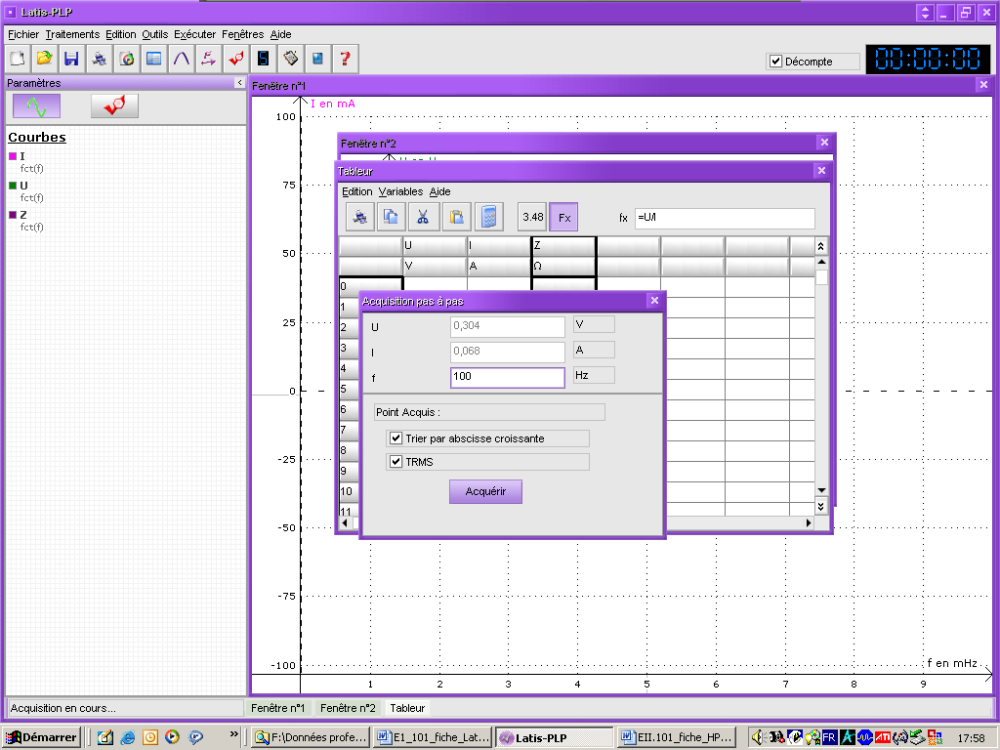 Latis-PLP
Fichier Traitements Edition Outils Exécuter Fenêtres Aide
Décompte
00:00:00
Paramètres
Courbes
I
fct(f)
U
fct(f)
Z
fct(f)
Acquisition en cours...
Fenêtre n°1
I en mA
100
75
50
25
0
-25
-50
-75
-100
1 2 3 4 5 6 7 8 9
f en mHz
Fenêtre n°2
Tableur
Edition Variables Aide
3.48 Fx fx =U/I
U I Z
V A Ω
0
1
2
3
4
5
6
7
8
9
10
11
Acquisition pas à pas
U 0,304 V
I 0,068 A
f 100 Hz
Point Acquis :
Trier par abscisse croissante
TRMS
Acquérir
Fenêtre n°1 Fenêtre n°2 Tableur
Démarrer
F:\Données profe...
E1_101_fiche_Lat...
Latis-PLP
EII.101_fiche_HP...
FR
ATI
17:58